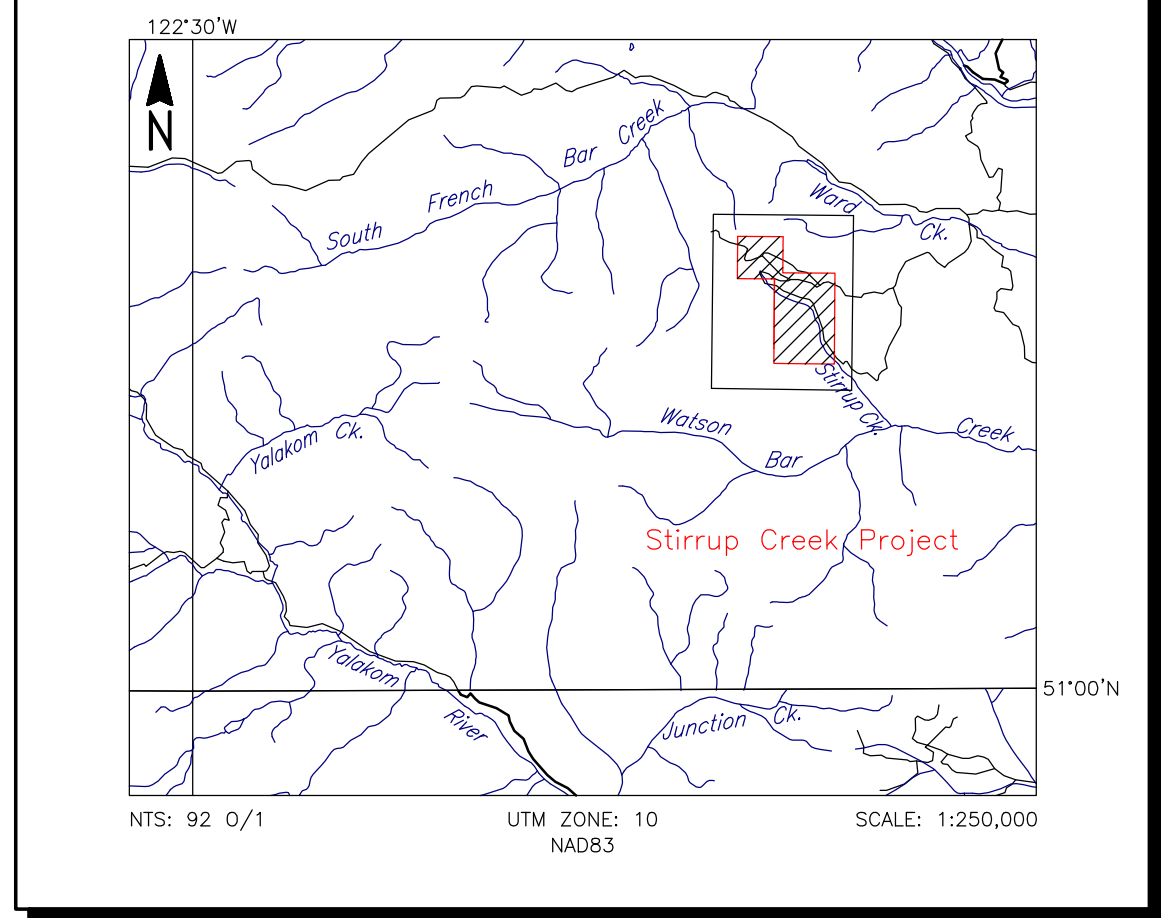 122°30'W
N
South French Bar Creek
Ward Ck.
Stirrup Ck.
Watson Bar Creek
Yalakom Ck.
Stirrup Creek Project
Yalakom River
51°00'N
Junction Ck.
NTS: 92 O/1
UTM ZONE: 10
SCALE: 1:250,000
NAD83